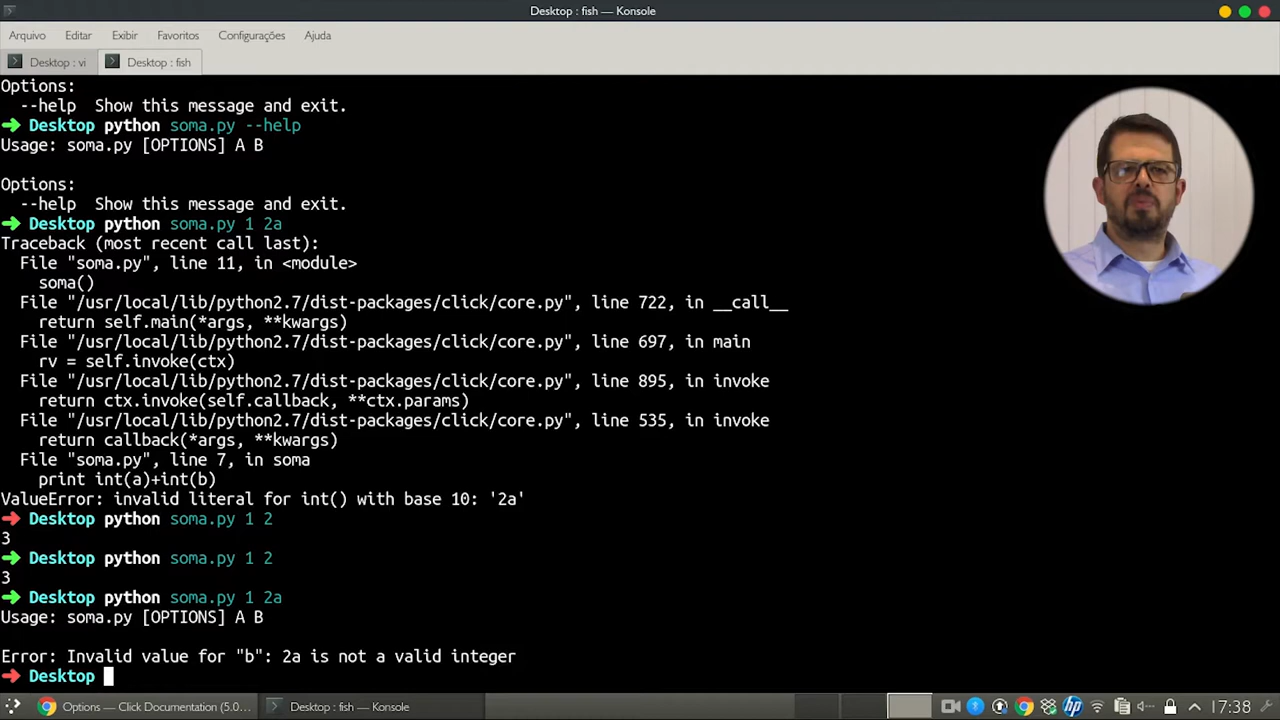 Desktop : fish — Konsole
Arquivo Editar Exibir Favoritos Configurações Ajuda
Desktop : vi Desktop : fish
Options:
--help Show this message and exit.
Desktop python soma.py --help
Usage: soma.py [OPTIONS] A B
Options:
--help Show this message and exit.
Desktop python soma.py 1 2a
Traceback (most recent call last):
File "soma.py", line 11, in <module>
soma()
File "/usr/local/lib/python2.7/dist-packages/click/core.py", line 722, in __call__
return self.main(*args, **kwargs)
File "/usr/local/lib/python2.7/dist-packages/click/core.py", line 697, in main
rv = self.invoke(ctx)
File "/usr/local/lib/python2.7/dist-packages/click/core.py", line 895, in invoke
return ctx.invoke(self.callback, **ctx.params)
File "/usr/local/lib/python2.7/dist-packages/click/core.py", line 535, in invoke
return callback(*args, **kwargs)
File "soma.py", line 7, in soma
print int(a)+int(b)
ValueError: invalid literal for int() with base 10: '2a'
Desktop python soma.py 1 2
3
Desktop python soma.py 1 2
3
Desktop python soma.py 1 2a
Usage: soma.py [OPTIONS] A B
Error: Invalid value for "b": 2a is not a valid integer
Desktop
Options — Click Documentation (5.0... Desktop : fish — Konsole hp 17:38